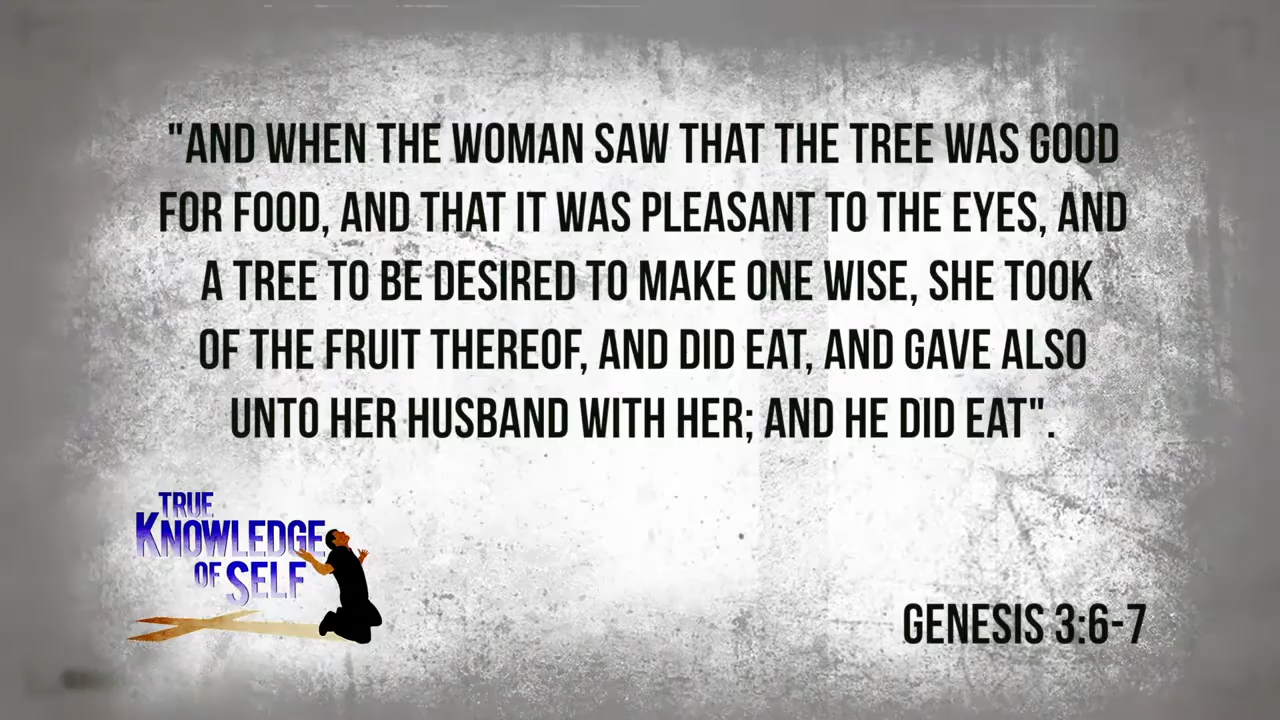 "AND WHEN THE WOMAN SAW THAT THE TREE WAS GOOD
FOR FOOD, AND THAT IT WAS PLEASANT TO THE EYES, AND
A TREE TO BE DESIRED TO MAKE ONE WISE, SHE TOOK
OF THE FRUIT THEREOF, AND DID EAT, AND GAVE ALSO
UNTO HER HUSBAND WITH HER; AND HE DID EAT".
TRUE
KNOWLEDGE
OF SELF
GENESIS 3:6-7